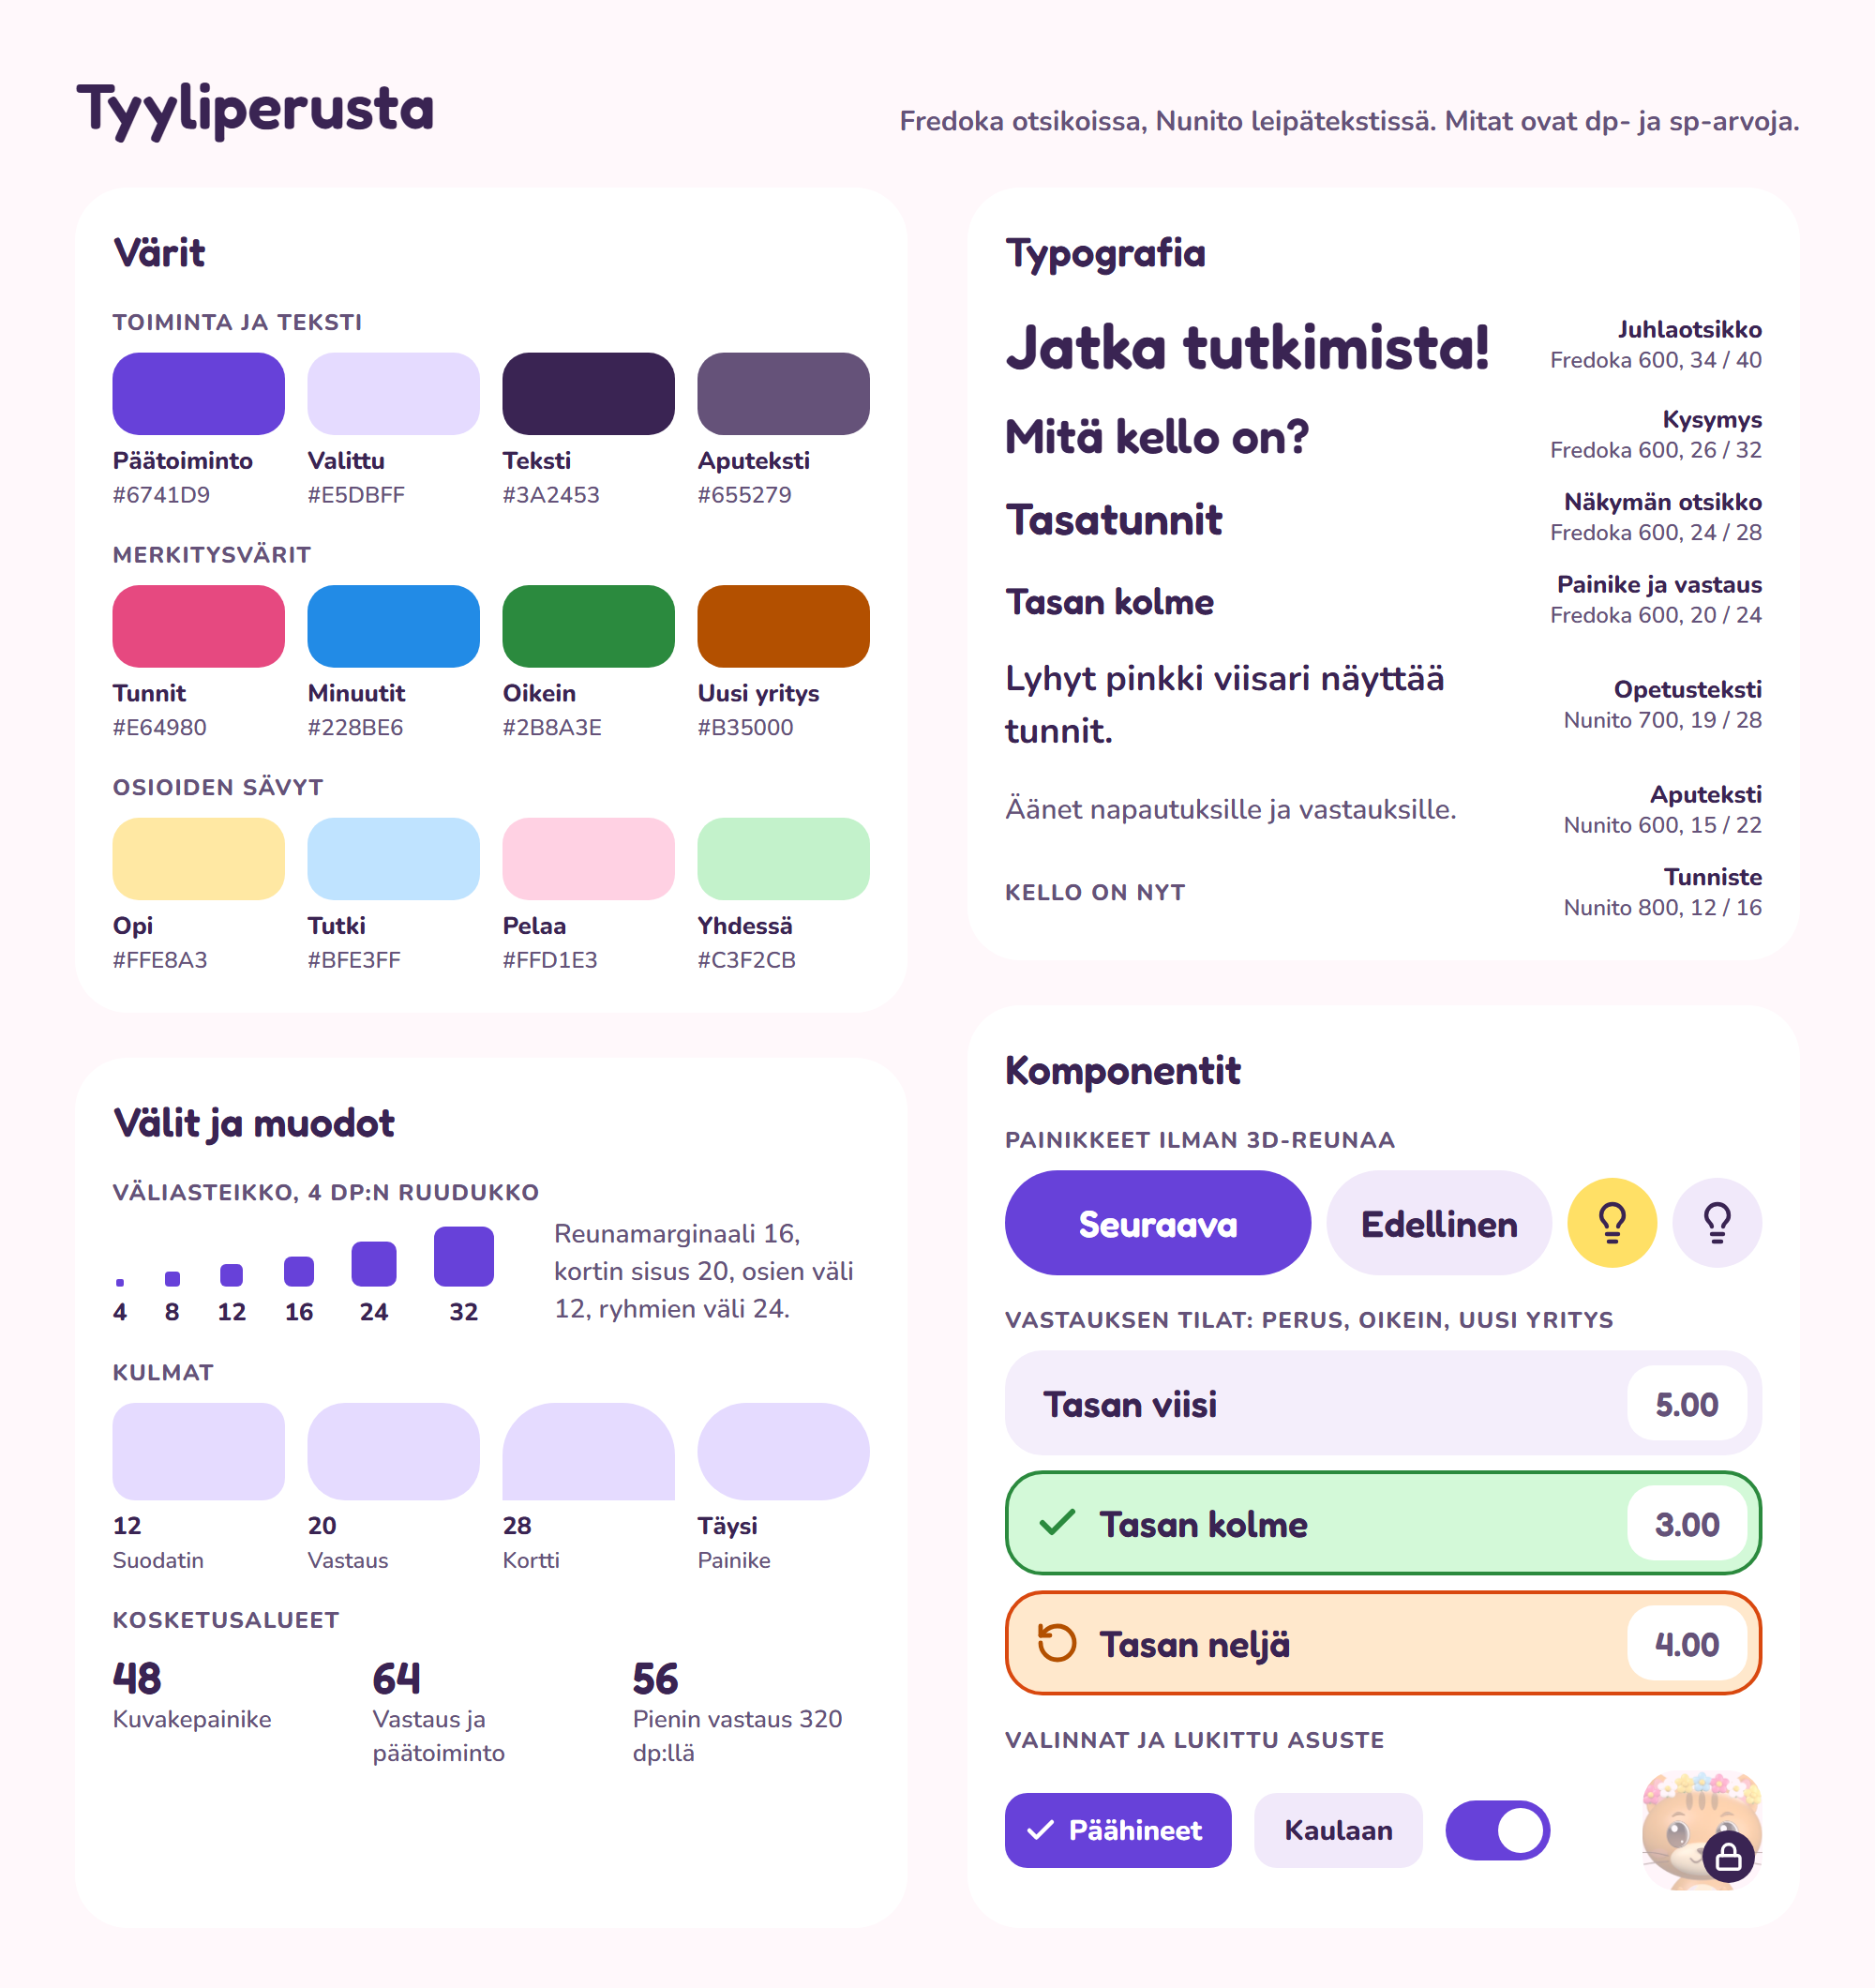 Tyyliperusta
Fredoka otsikoissa, Nunito leipätekstissä. Mitat ovat dp- ja sp-arvoja.
Värit
TOIMINTA JA TEKSTI
Päätoiminto
#6741D9
Valittu
#E5DBFF
Teksti
#3A2453
Aputeksti
#655279
MERKITYSVÄRIT
Tunnit
#E64980
Minuutit
#228BE6
Oikein
#2B8A3E
Uusi yritys
#B35000
OSIOIDEN SÄVYT
Opi
#FFE8A3
Tutki
#BFE3FF
Pelaa
#FFD1E3
Yhdessä
#C3F2CB
Välit ja muodot
VÄLIASTEIKKO, 4 DP:N RUUDUKKO
4
8
12
16
24
32
Reunamarginaali 16,
kortin sisus 20, osien väli
12, ryhmien väli 24.
KULMAT
12
Suodatin
20
Vastaus
28
Kortti
Täysi
Painike
KOSKETUSALUEET
48
Kuvakepainike
64
Vastaus ja
päätoiminto
56
Pienin vastaus 320
dp:llä
Typografia
Jatka tutkimista!
Juhlaotsikko
Fredoka 600, 34 / 40
Mitä kello on?
Kysymys
Fredoka 600, 26 / 32
Tasatunnit
Näkymän otsikko
Fredoka 600, 24 / 28
Tasan kolme
Painike ja vastaus
Fredoka 600, 20 / 24
Lyhyt pinkki viisari näyttää
tunnit.
Opetusteksti
Nunito 700, 19 / 28
Äänet napautuksille ja vastauksille.
Aputeksti
Nunito 600, 15 / 22
KELLO ON NYT
Tunniste
Nunito 800, 12 / 16
Komponentit
PAINIKKEET ILMAN 3D-REUNAA
Seuraava
Edellinen
VASTAUKSEN TILAT: PERUS, OIKEIN, UUSI YRITYS
Tasan viisi
5.00
Tasan kolme
3.00
Tasan neljä
4.00
VALINNAT JA LUKITTU ASUSTE
Päähineet
Kaulaan